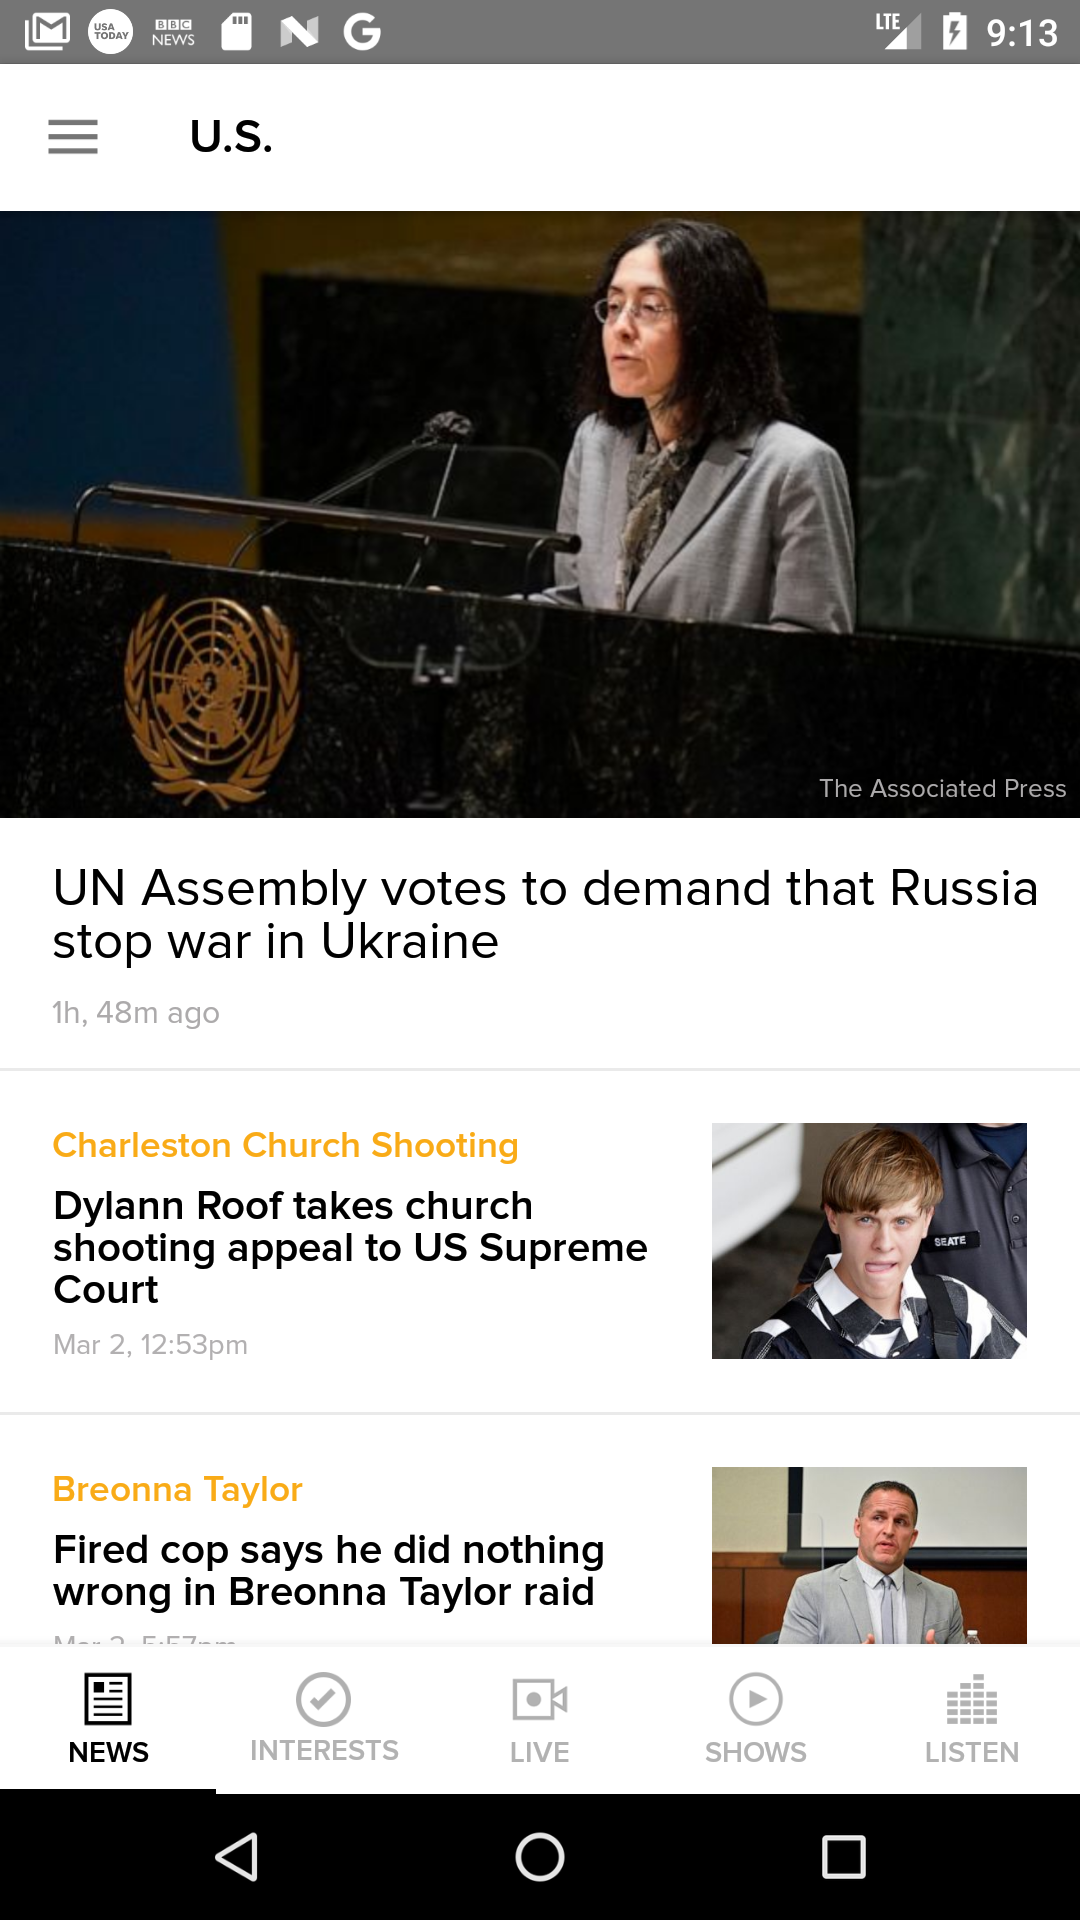 USA
TODAY
BBC
NEWS
LTE
9:13
U.S.
The Associated Press
UN Assembly votes to demand that Russia
stop war in Ukraine
1h, 48m ago
Charleston Church Shooting
Dylann Roof takes church
shooting appeal to US Supreme
Court
Mar 2, 12:53pm
SEATE
Breonna Taylor
Fired cop says he did nothing
wrong in Breonna Taylor raid
NEWS
INTERESTS
LIVE
SHOWS
LISTEN